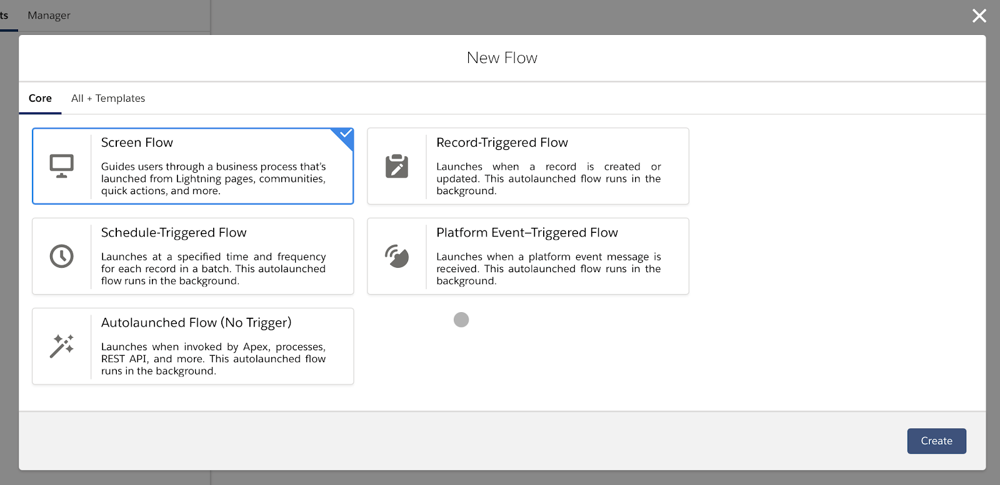 ts Manager
New Flow
Core All + Templates
Screen Flow
Guides users through a business process that’s
launched from Lightning pages, communities,
quick actions, and more.
Record-Triggered Flow
Launches when a record is created or
updated. This autolaunched flow runs in the
background.
Schedule-Triggered Flow
Launches at a specified time and frequency
for each record in a batch. This autolaunched
flow runs in the background.
Platform Event–Triggered Flow
Launches when a platform event message is
received. This autolaunched flow runs in the
background.
Autolaunched Flow (No Trigger)
Launches when invoked by Apex, processes,
REST API, and more. This autolaunched flow
runs in the background.
Create